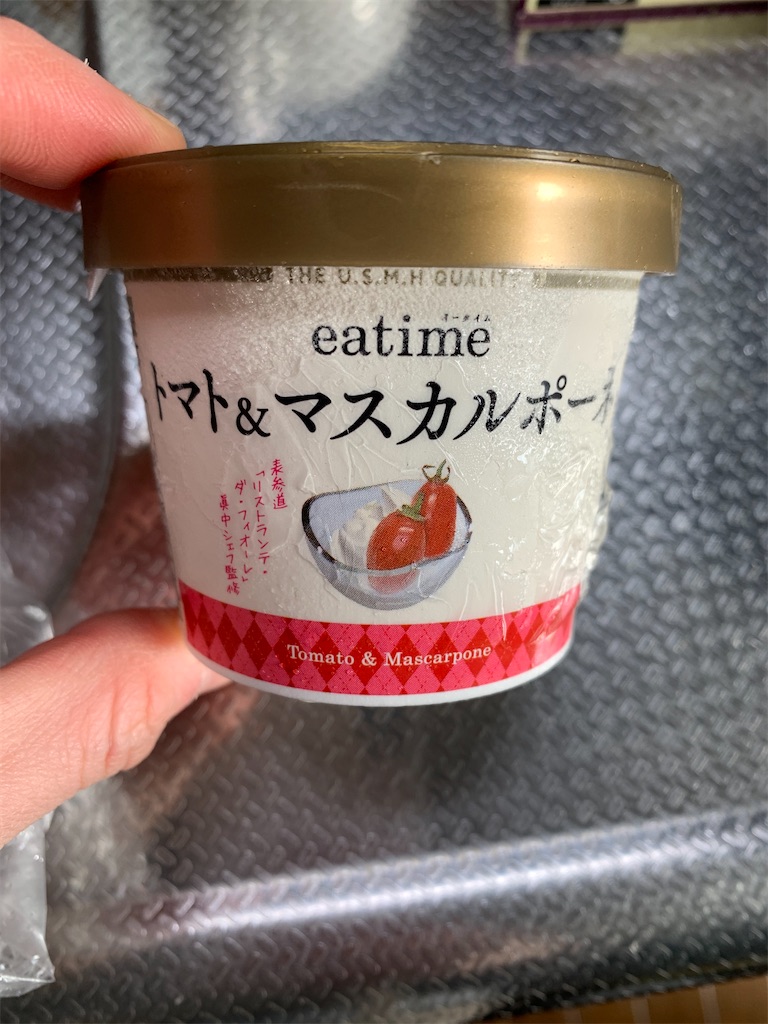 THE U.S.M.H QUALITY
eatime
イータイム
トマト&マスカルポーネ
表参道
「リストランテ・
ダ・フィオーレ」
眞中シェフ監修
Tomato & Mascarpone